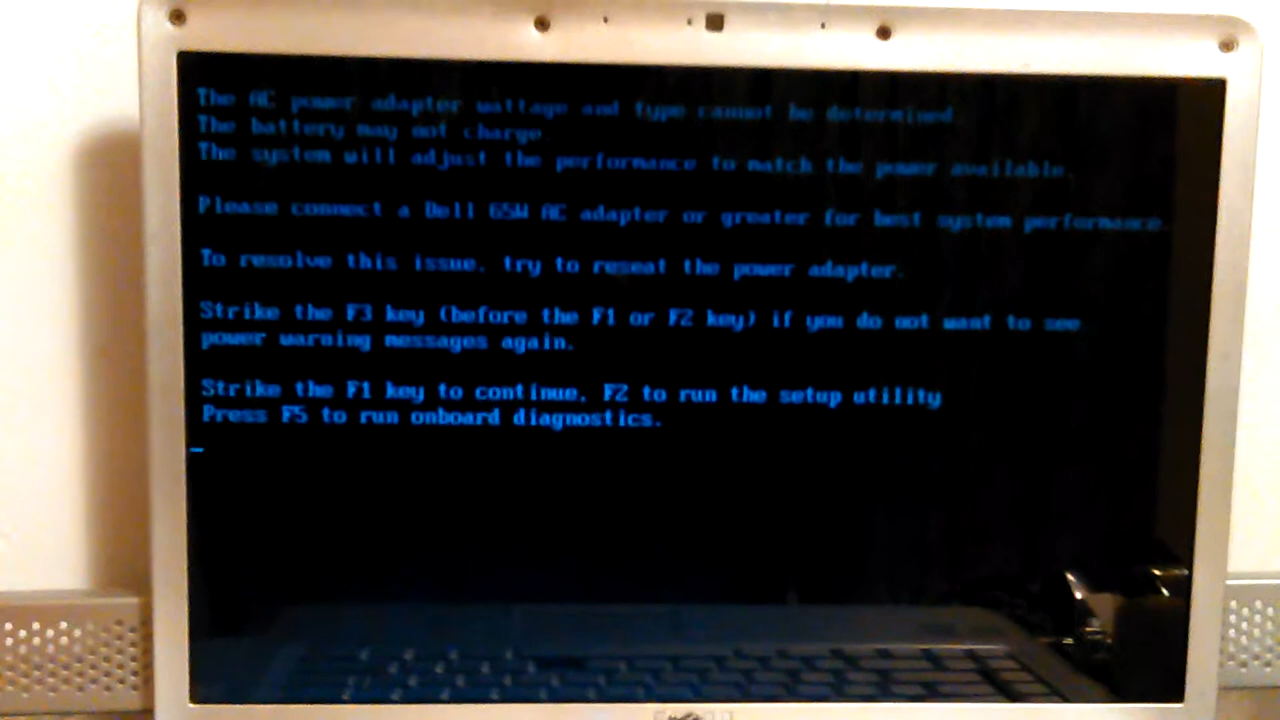 The AC power adapter wattage and type cannot be determined.
The battery may not charge.
The system will adjust the performance to match the power available.
Please connect a Dell 65W AC adapter or greater for best system performance.
To resolve this issue, try to reseat the power adapter.
Strike the F3 key (before the F1 or F2 key) if you do not want to see
power warning messages again.
Strike the F1 key to continue, F2 to run the setup utility
Press F5 to run onboard diagnostics.
_